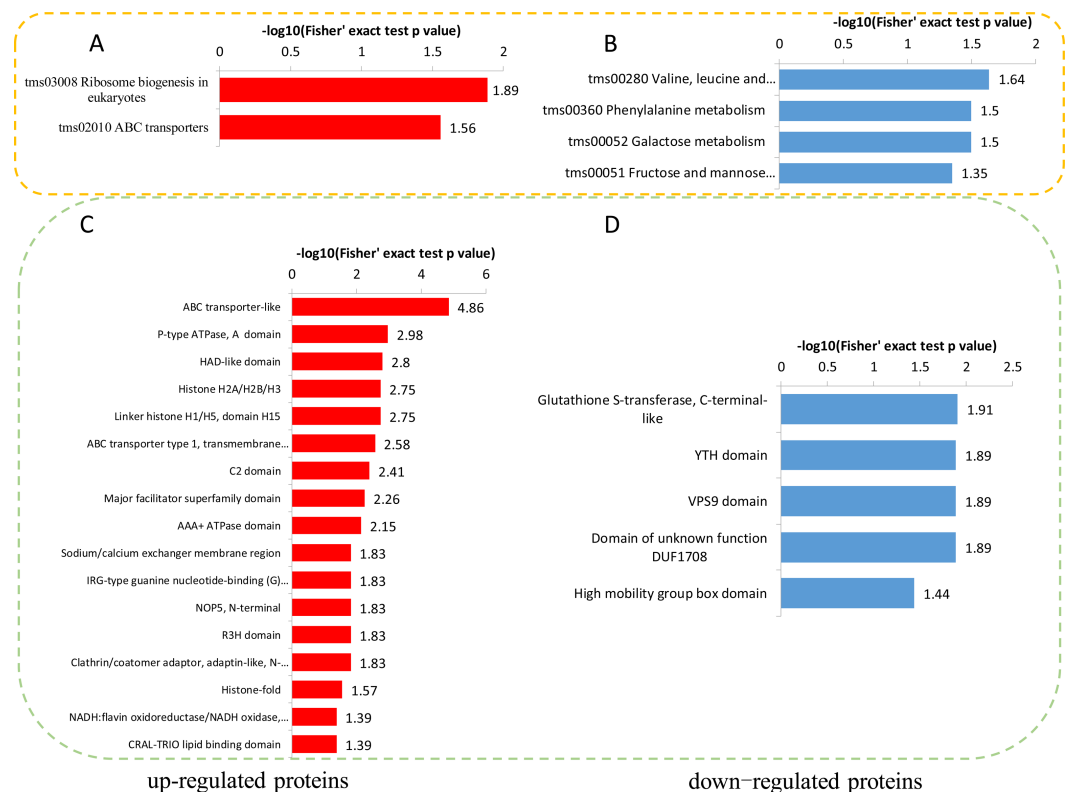 A
-log10(Fisher' exact test p value)
0 0.5 1 1.5 2
tms03008 Ribosome biogenesis in
eukaryotes
1.89
tms02010 ABC transporters
1.56
B
-log10(Fisher' exact test p value)
0 0.5 1 1.5 2
tms00280 Valine, leucine and...
1.64
tms00360 Phenylalanine metabolism
1.5
tms00052 Galactose metabolism
1.5
tms00051 Fructose and mannose...
1.35
C
-log10(Fisher' exact test p value)
0 2 4 6
ABC transporter-like
4.86
P-type ATPase, A domain
2.98
HAD-like domain
2.8
Histone H2A/H2B/H3
2.75
Linker histone H1/H5, domain H15
2.75
ABC transporter type 1, transmembrane...
2.58
C2 domain
2.41
Major facilitator superfamily domain
2.26
AAA+ ATPase domain
2.15
Sodium/calcium exchanger membrane region
1.83
IRG-type guanine nucleotide-binding (G)...
1.83
NOP5, N-terminal
1.83
R3H domain
1.83
Clathrin/coatomer adaptor, adaptin-like, N-...
1.83
Histone-fold
1.57
NADH:flavin oxidoreductase/NADH oxidase,...
1.39
CRAL-TRIO lipid binding domain
1.39
up-regulated proteins
D
-log10(Fisher' exact test p value)
0 0.5 1 1.5 2 2.5
Glutathione S-transferase, C-terminal-
like
1.91
YTH domain
1.89
VPS9 domain
1.89
Domain of unknown function
DUF1708
1.89
High mobility group box domain
1.44
down-regulated proteins